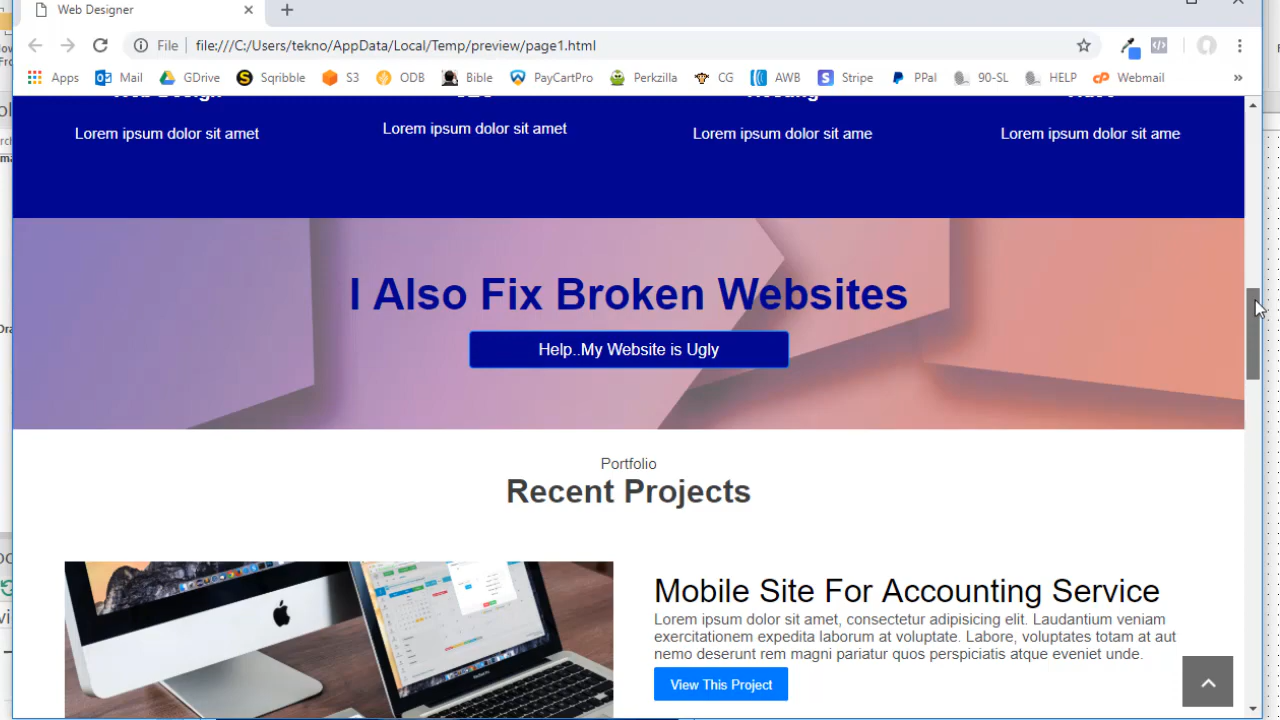 Web Designer
File
file:///C:/Users/tekno/AppData/Local/Temp/preview/page1.html
Apps Mail GDrive Sqribble S3 ODB Bible PayCartPro Perkzilla CG AWB Stripe PPal 90-SL HELP Webmail »
Web Design SEO Hosting Video
Lorem ipsum dolor sit amet Lorem ipsum dolor sit amet Lorem ipsum dolor sit ame Lorem ipsum dolor sit ame
I Also Fix Broken Websites
Help..My Website is Ugly
Portfolio
Recent Projects
Mobile Site For Accounting Service
Lorem ipsum dolor sit amet, consectetur adipisicing elit. Laudantium veniam
exercitationem expedita laborum at voluptate. Labore, voluptates totam at aut
nemo deserunt rem magni pariatur quos perspiciatis atque eveniet unde.
View This Project